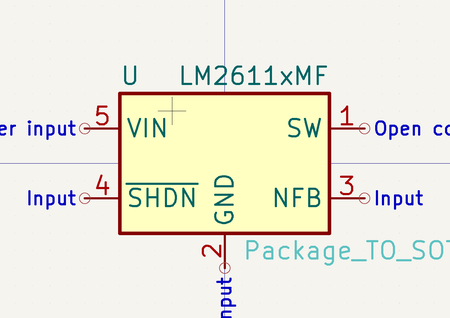 U LM2611xMF
er input 5 VIN SW 1 Open co
Input 4 SHDN GND NFB 3 Input
2
Package_TO_SOT
nput